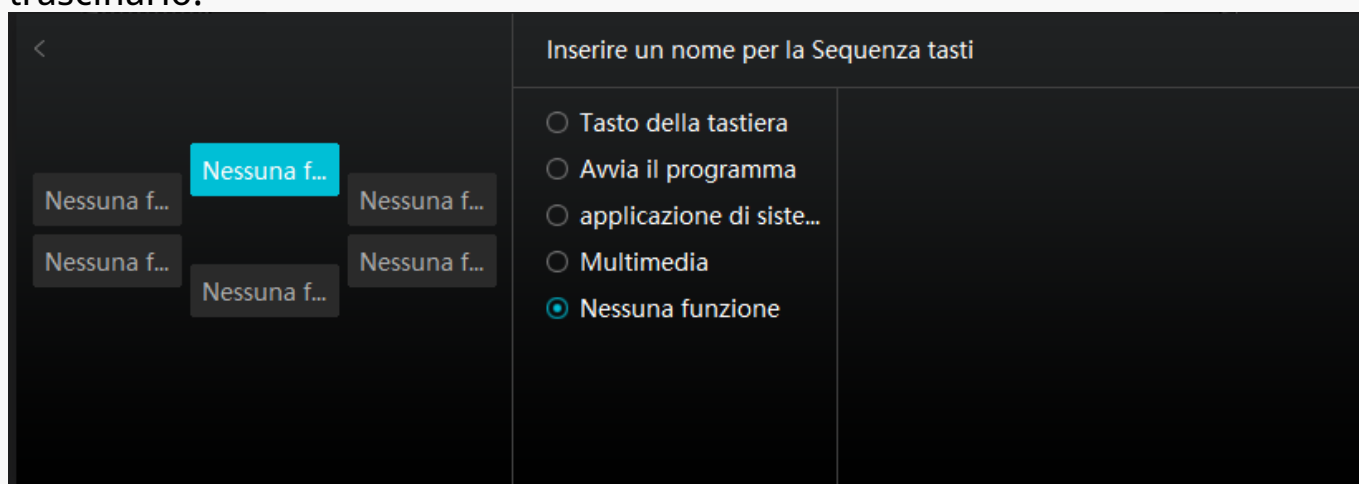 trascinarlo.
<
Inserire un nome per la Sequenza tasti
Nessuna f...
Nessuna f...
Nessuna f...
Nessuna f...
Nessuna f...
Nessuna f...
Tasto della tastiera
Avvia il programma
applicazione di siste...
Multimedia
Nessuna funzione